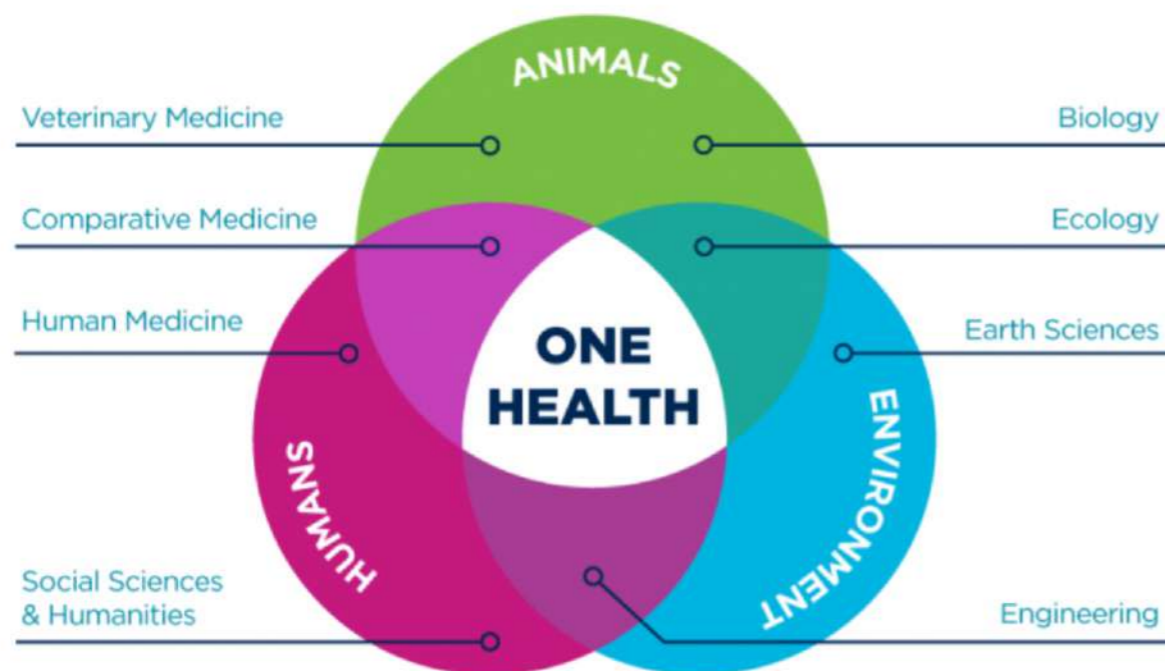 ANIMALS
Veterinary Medicine
Biology
Comparative Medicine
Ecology
Human Medicine
Earth Sciences
ONE
HEALTH
HUMANS
ENVIRONMENT
Social Sciences
& Humanities
Engineering